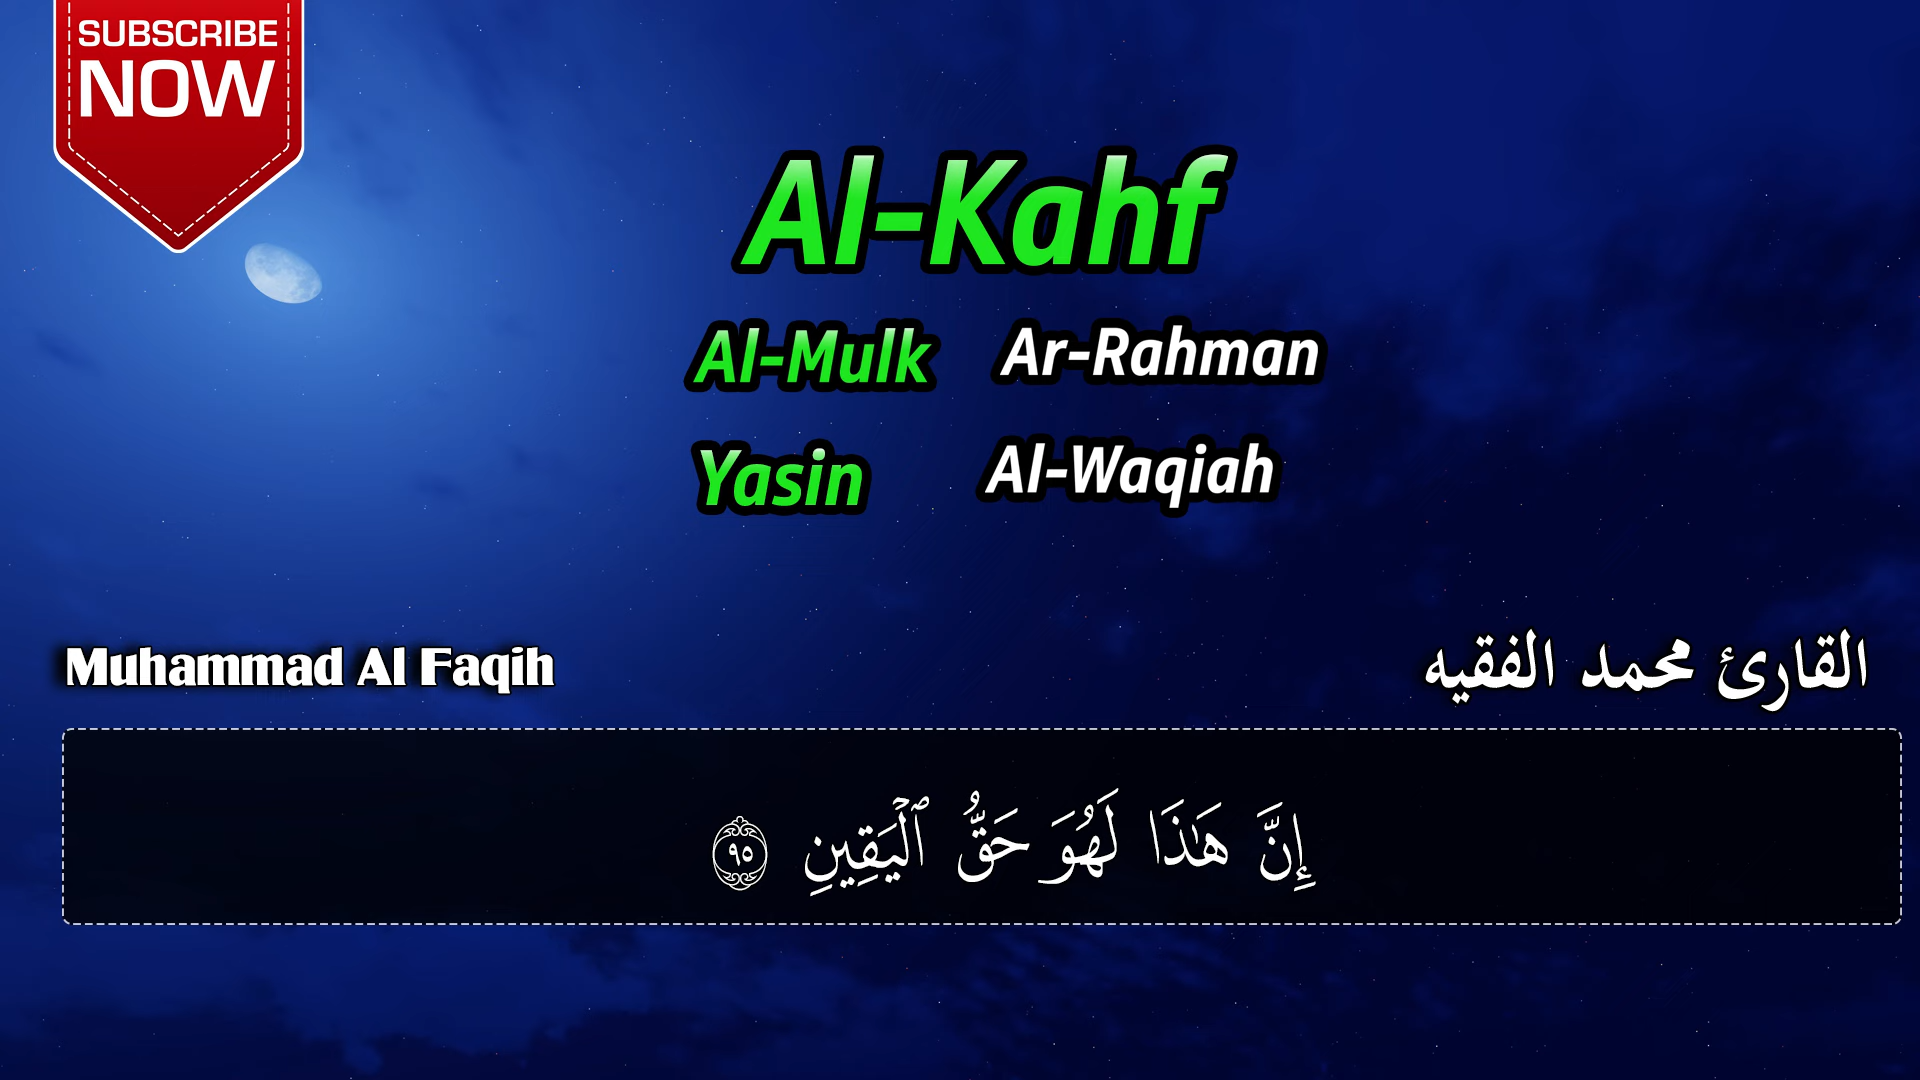 SUBSCRIBE
NOW
Al-Kahf
Al-Mulk Ar-Rahman
Yasin Al-Waqiah
Muhammad Al Faqih القارئ محمد الفقيه
إِنَّ هَٰذَا لَهُوَ حَقُّ ٱلْيَقِينِ ٩٥